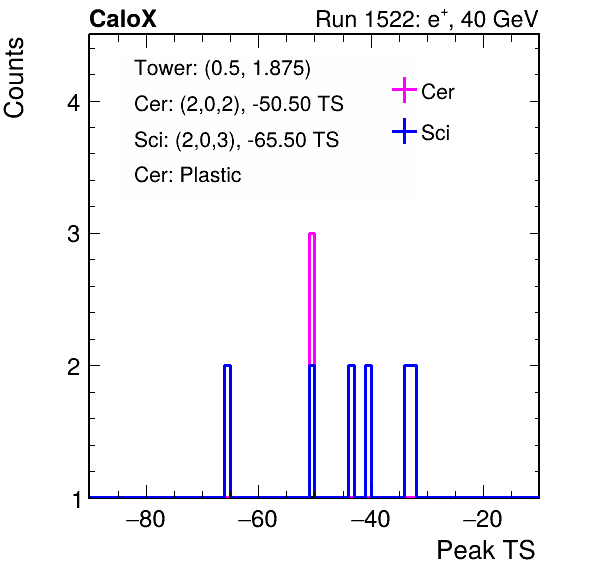 CaloX Run 1522: e⁺, 40 GeV
Counts
Tower: (0.5, 1.875)
Cer: (2,0,2), -50.50 TS
Sci: (2,0,3), -65.50 TS
Cer: Plastic
Cer
Sci
4
3
2
1
−80 −60 −40 −20
Peak TS